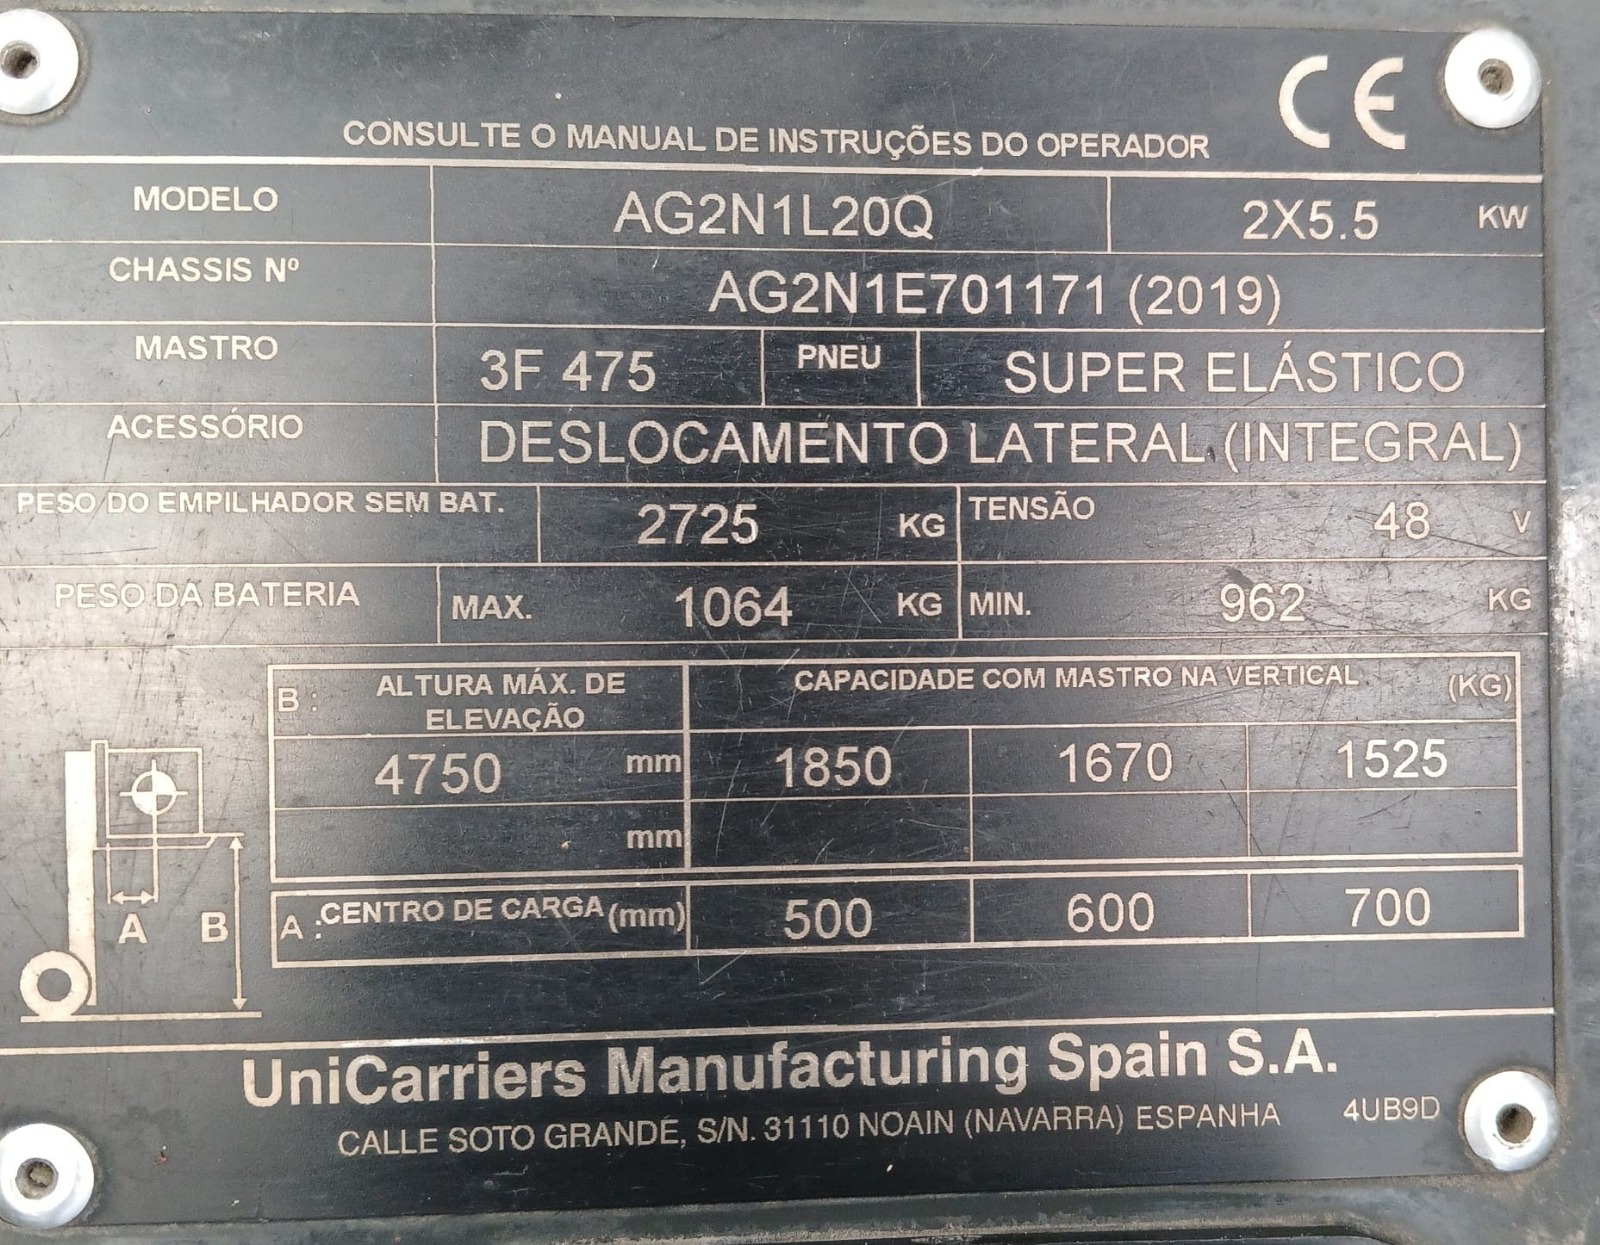 CE
CONSULTE O MANUAL DE INSTRUÇÕES DO OPERADOR
MODELO AG2N1L20Q 2X5.5 KW
CHASSIS Nº AG2N1E701171 (2019)
MASTRO 3F 475 PNEU SUPER ELÁSTICO
ACESSÓRIO DESLOCAMENTO LATERAL (INTEGRAL)
PESO DO EMPILHADOR SEM BAT. 2725 KG TENSÃO 48 V
PESO DA BATERIA MAX. 1064 KG MIN. 962 KG
B : ALTURA MÁX. DE
ELEVAÇÃO
CAPACIDADE COM MASTRO NA VERTICAL (KG)
4750 mm 1850 1670 1525
mm
A : CENTRO DE CARGA (mm) 500 600 700
A B
UniCarriers Manufacturing Spain S.A.
CALLE SOTO GRANDE, S/N. 31110 NOAIN (NAVARRA) ESPANHA 4UB9D